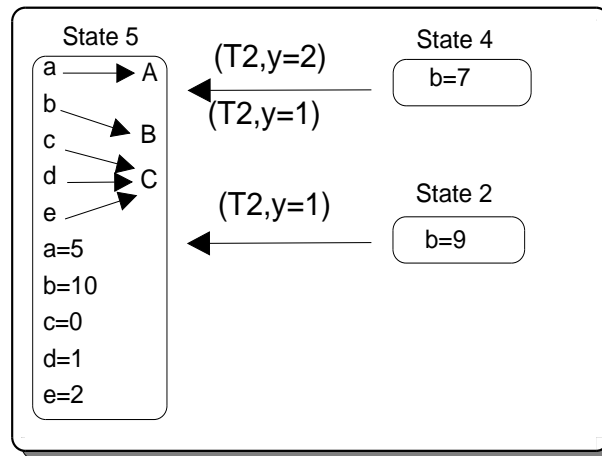 State 5
a
A
b
B
c
C
d
e
a=5
b=10
c=0
d=1
e=2
(T2,y=2)
(T2,y=1)
(T2,y=1)
State 4
b=7
State 2
b=9